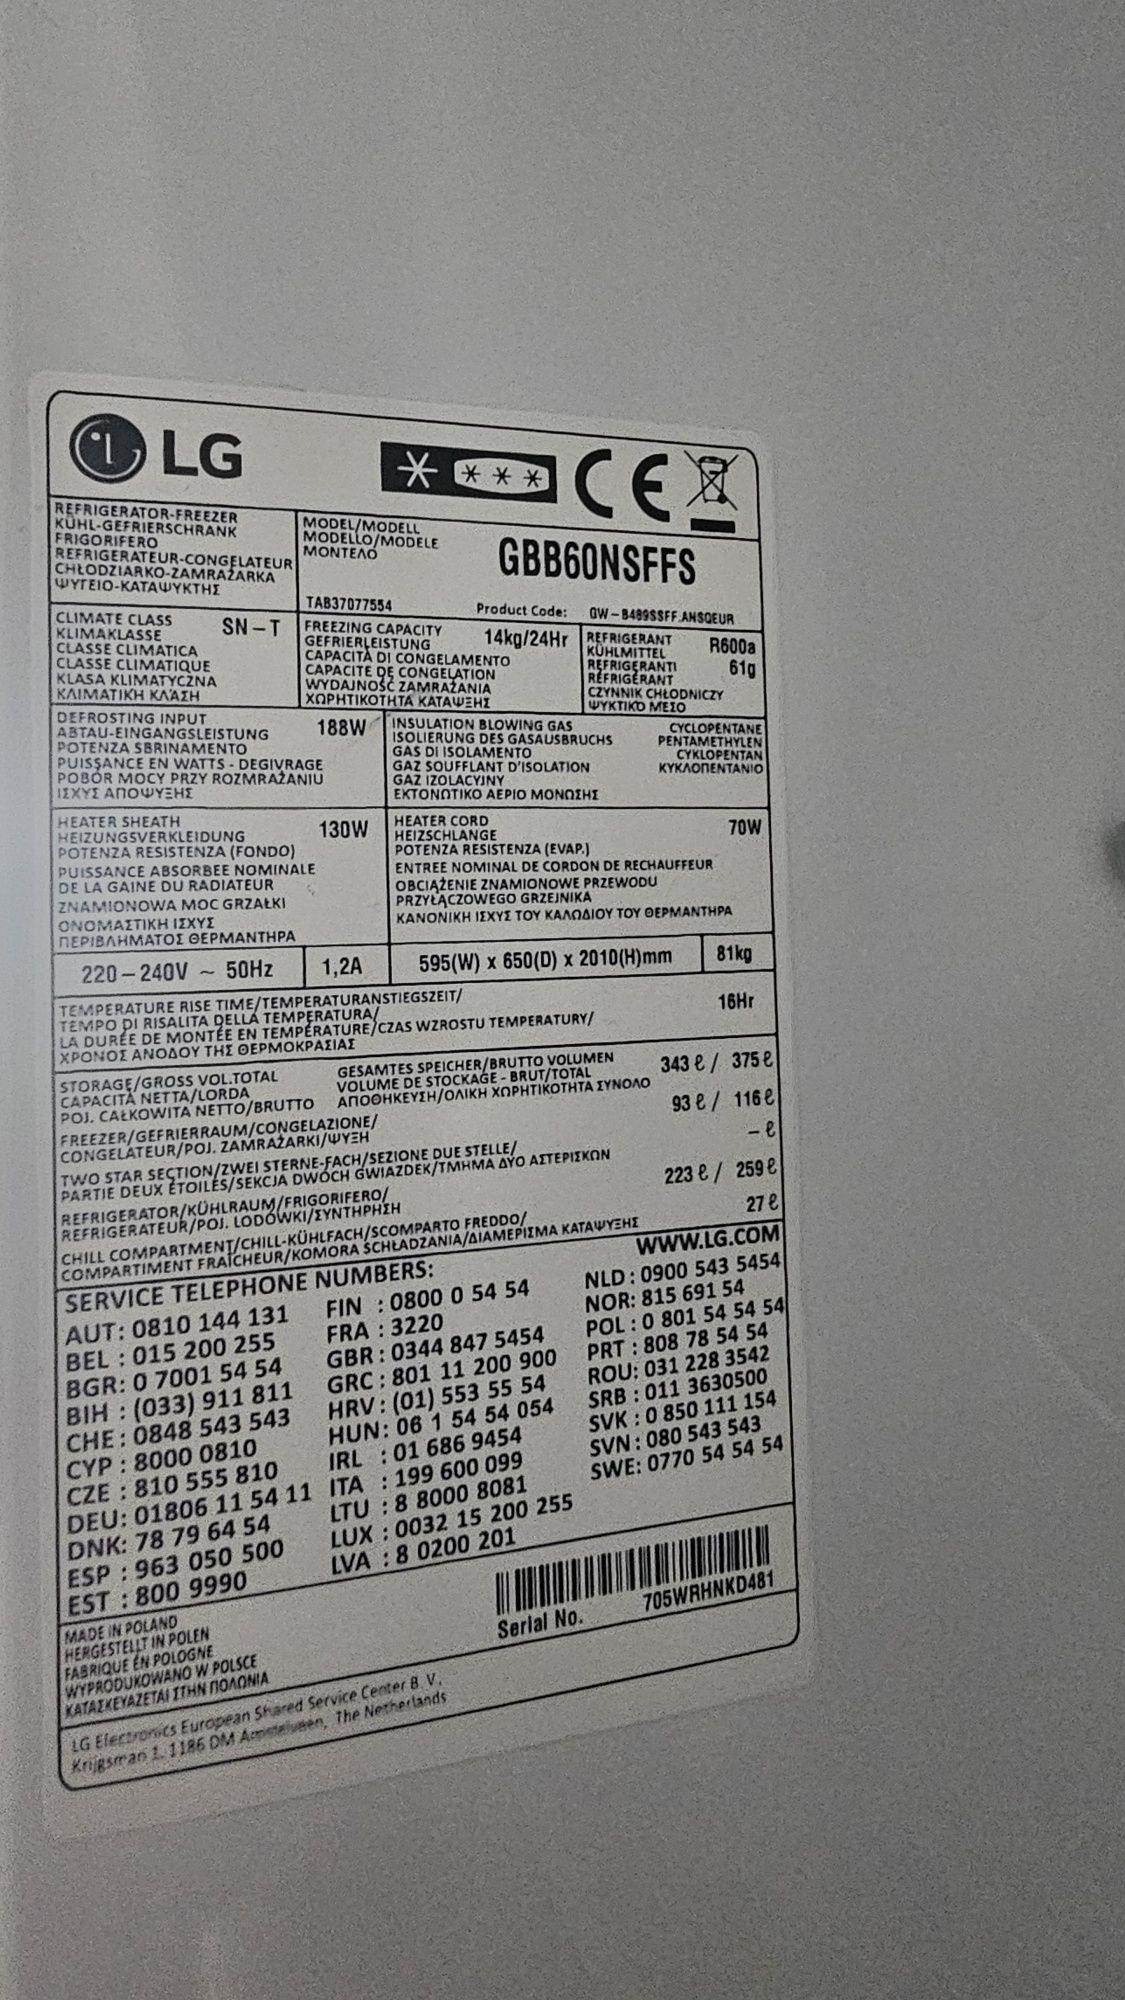 LG
REFRIGERATOR-FREEZER
KÜHL-GEFRIERSCHRANK
FRIGORIFERO
REFRIGERATEUR-CONGELATEUR
CHŁODZIARKO-ZAMRAŻARKA
ΨΥΓΕΙΟ-ΚΑΤΑΨΥΚΤΗΣ
MODEL/MODELL
MODELLO/MODELE
ΜΟΝΤΕΛΟ
GBB60NSFFS
TAB37077554 Product Code: GW-B489SSFF.ANSQEUR
CLIMATE CLASS SN-T
KLIMAKLASSE
CLASSE CLIMATICA
CLASSE CLIMATIQUE
KLASA KLIMATYCZNA
ΚΛΙΜΑΤΙΚΗ ΚΛΆΣΗ
FREEZING CAPACITY 14kg/24Hr
GEFRIERLEISTUNG
CAPACITÀ DI CONGELAMENTO
CAPACITE DE CONGELATION
WYDAJNOŚĆ ZAMRAŻANIA
ΧΩΡΗΤΙΚΟΤΗΤΑ ΚΑΤΑΨΞΗΣ
REFRIGERANT R600a
KÜHLMITTEL
REFRIGERANTI 61g
RÉFRIGÉRANT
CZYNNIK CHŁODNICZY
ΨΥΚΤΙΚΌ ΜΕΣΟ
DEFROSTING INPUT 188W
ABTAU-EINGANGSLEISTUNG
POTENZA SBRINAMENTO
PUISSANCE EN WATTS - DEGIVRAGE
POBÓR MOCY PRZY ROZMRAŻANIU
ΙΣΧΥΣ ΑΠΟΨΥΞΗΣ
INSULATION BLOWING GAS CYCLOPENTANE
ISOLIERUNG DES GASAUSBRUCHS PENTAMETHYLEN
GAS DI ISOLAMENTO CYKLOPENTAN
GAZ SOUFFLANT D'ISOLATION ΚΥΚΛΟΠΕΝΤΑΝΙΟ
GAZ IZOLACYJNY
ΕΚΤΟΝΩΤΙΚΟ ΑΕΡΙΟ ΜΟΝΩΣΗΣ
HEATER SHEATH 130W
HEIZUNGSVERKLEIDUNG
POTENZA RESISTENZA (FONDO)
PUISSANCE ABSORBEE NOMINALE
DE LA GAINE DU RADIATEUR
ZNAMIONOWA MOC GRZAŁKI
ΟΝΟΜΑΣΤΙΚΗ ΙΣΧΥΣ
ΠΕΡΙΒΛΗΜΑΤΟΣ ΘΕΡΜΑΝΤΗΡΑ
HEATER CORD 70W
HEIZSCHLANGE
POTENZA RESISTENZA (EVAP.)
ENTREE NOMINAL DE CORDON DE RECHAUFFEUR
OBCIĄŻENIE ZNAMIONOWE PRZEWODU
PRZYŁĄCZOWEGO GRZEJNIKA
ΚΑΝΟΝΙΚΗ ΙΣΧΥΣ ΤΟΥ ΚΑΛΩΔΙΟΥ ΤΟΥ ΘΕΡΜΑΝΤΗΡΑ
220-240V ~ 50Hz 1,2A 595(W) x 650(D) x 2010(H)mm 81kg
TEMPERATURE RISE TIME/TEMPERATURANSTIEGSZEIT/ 16Hr
TEMPO DI RISALITA DELLA TEMPERATURA/
LA DURÉE DE MONTÉE EN TEMPÉRATURE/CZAS WZROSTU TEMPERATURY/
ΧΡΟΝΟΣ ΑΝΟΔΟΥ ΤΗΣ ΘΕΡΜΟΚΡΑΣΙΑΣ
STORAGE/GROSS VOL.TOTAL GESAMTES SPEICHER/BRUTTO VOLUMEN 343 ℓ / 375 ℓ
CAPACITÀ NETTA/LORDA VOLUME DE STOCKAGE - BRUT/TOTAL
POJ. CAŁKOWITA NETTO/BRUTTO ΑΠΟΘΗΚΕΥΣΗ/ΟΛΙΚΗ ΧΩΡΗΤΙΚΟΤΗΤΑ ΣΥΝΟΛΟ
FREEZER/GEFRIERRAUM/CONGELAZIONE/ 93 ℓ / 116 ℓ
CONGELATEUR/POJ. ZAMRAŻARKI/ΨΥΞΗ
TWO STAR SECTION/ZWEI STERNE-FACH/SEZIONE DUE STELLE/ – ℓ
PARTIE DEUX ÉTOILES/SEKCJA DWÓCH GWIAZDEK/ΤΜΗΜΑ ΔΥΟ ΑΣΤΕΡΙΣΚΩΝ
REFRIGERATOR/KÜHLRAUM/FRIGORIFERO/ 223 ℓ / 259 ℓ
REFRIGERATEUR/POJ. LODÓWKI/ΣΥΝΤΗΡΗΣΗ
CHILL COMPARTMENT/CHILL-KÜHLFACH/SCOMPARTO FREDDO/ 27 ℓ
COMPARTIMENT FRAÎCHEUR/KOMORA SCHŁADZANIA/ΔΙΑΜΕΡΙΣΜΑ ΚΑΤΑΨΥΞΗΣ
SERVICE TELEPHONE NUMBERS: WWW.LG.COM
AUT: 0810 144 131
BEL : 015 200 255
BGR: 0 7001 54 54
BIH : (033) 911 811
CHE : 0848 543 543
CYP : 8000 0810
CZE : 810 555 810
DEU: 01806 11 54 11
DNK: 78 79 64 54
ESP : 963 050 500
EST : 800 9990
FIN : 0800 0 54 54
FRA : 3220
GBR : 0344 847 5454
GRC : 801 11 200 900
HRV : (01) 553 55 54
HUN: 06 1 54 54 054
IRL : 01 686 9454
ITA : 199 600 099
LTU : 8 8000 8081
LUX : 0032 15 200 255
LVA : 8 0200 201
NLD : 0900 543 5454
NOR: 815 691 54
POL : 0 801 54 54 54
PRT : 808 78 54 54
ROU: 031 228 3542
SRB : 011 3630500
SVK : 0 850 111 154
SVN : 080 543 543
SWE: 0770 54 54 54
MADE IN POLAND
HERGESTELLT IN POLEN
FABRIQUE EN POLOGNE
WYPRODUKOWANO W POLSCE
ΚΑΤΑΣΚΕΥΑΖΕΤΑΙ ΣΤΗΝ ΠΟΛΩΝΙΑ
Serial No. 705WRHNKD481
LG Electronics European Shared Service Center B.V.,
Krijgsman 1, 1186 DM Amstelveen, The Netherlands